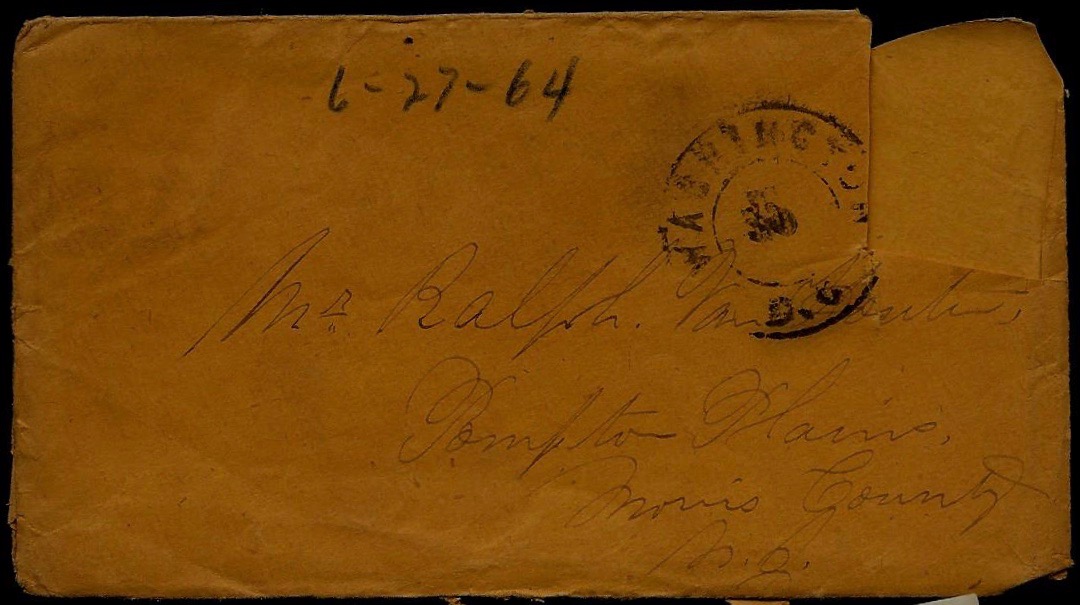 6-27-64
WASHINGTON
D.C.
Mr. Ralph. Van
Pompton Plains,
Morris County
N.J.